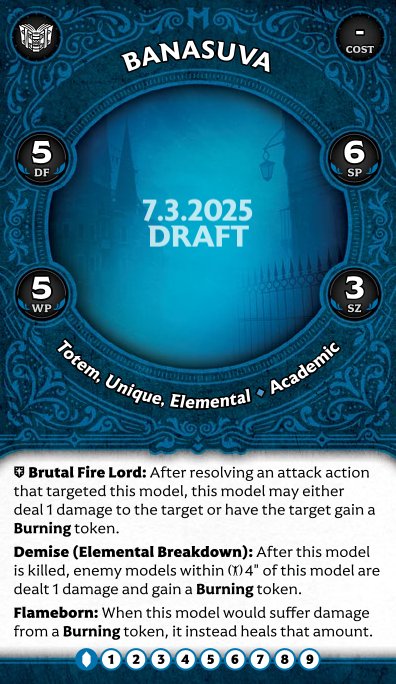 BANASUVA
-
COST
5
DF
6
SP
7.3.2025
DRAFT
5
WP
3
SZ
Totem, Unique, Elemental ⬧ Academic
Brutal Fire Lord: After resolving an attack action
that targeted this model, this model may either
deal 1 damage to the target or have the target gain a
Burning token.
Demise (Elemental Breakdown): After this model
is killed, enemy models within 4" of this model are
dealt 1 damage and gain a Burning token.
Flameborn: When this model would suffer damage
from a Burning token, it instead heals that amount.
1 2 3 4 5 6 7 8 9